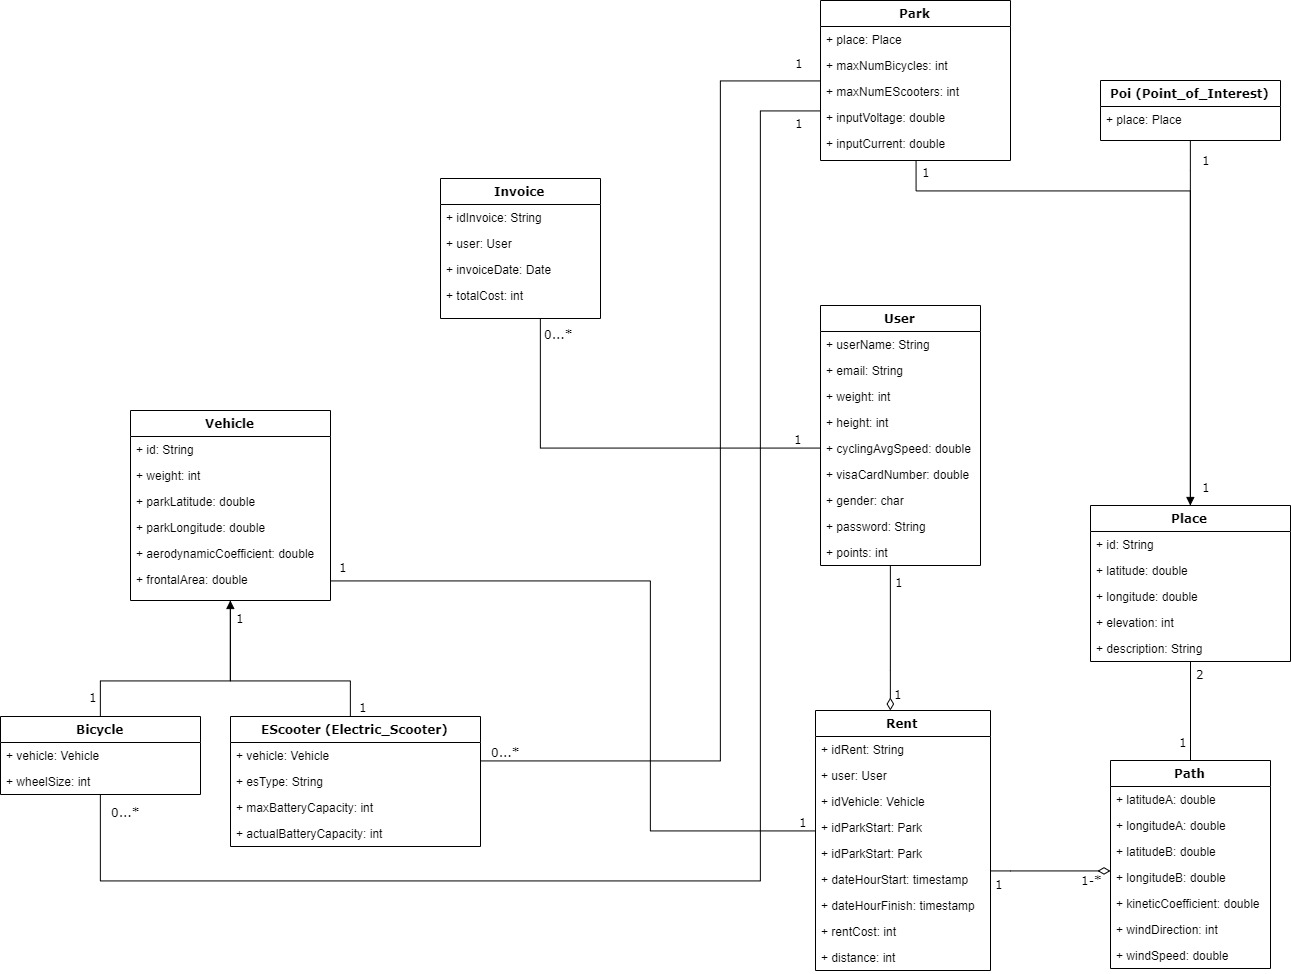 Park
+ place: Place
+ maxNumBicycles: int
+ maxNumEScooters: int
+ inputVoltage: double
+ inputCurrent: double
1
1
1
Poi (Point_of_Interest)
+ place: Place
1
1
Invoice
+ idInvoice: String
+ user: User
+ invoiceDate: Date
+ totalCost: int
0...*
1
User
+ userName: String
+ email: String
+ weight: int
+ height: int
+ cyclingAvgSpeed: double
+ visaCardNumber: double
+ gender: char
+ password: String
+ points: int
1
1
Vehicle
+ id: String
+ weight: int
+ parkLatitude: double
+ parkLongitude: double
+ aerodynamicCoefficient: double
+ frontalArea: double
1
1
1
1
Place
+ id: String
+ latitude: double
+ longitude: double
+ elevation: int
+ description: String
2
1
Bicycle
+ vehicle: Vehicle
+ wheelSize: int
0...*
EScooter (Electric_Scooter)
+ vehicle: Vehicle
+ esType: String
+ maxBatteryCapacity: int
+ actualBatteryCapacity: int
0...*
1
Rent
+ idRent: String
+ user: User
+ idVehicle: Vehicle
+ idParkStart: Park
+ idParkStart: Park
+ dateHourStart: timestamp
+ dateHourFinish: timestamp
+ rentCost: int
+ distance: int
1
1-*
Path
+ latitudeA: double
+ longitudeA: double
+ latitudeB: double
+ longitudeB: double
+ kineticCoefficient: double
+ windDirection: int
+ windSpeed: double